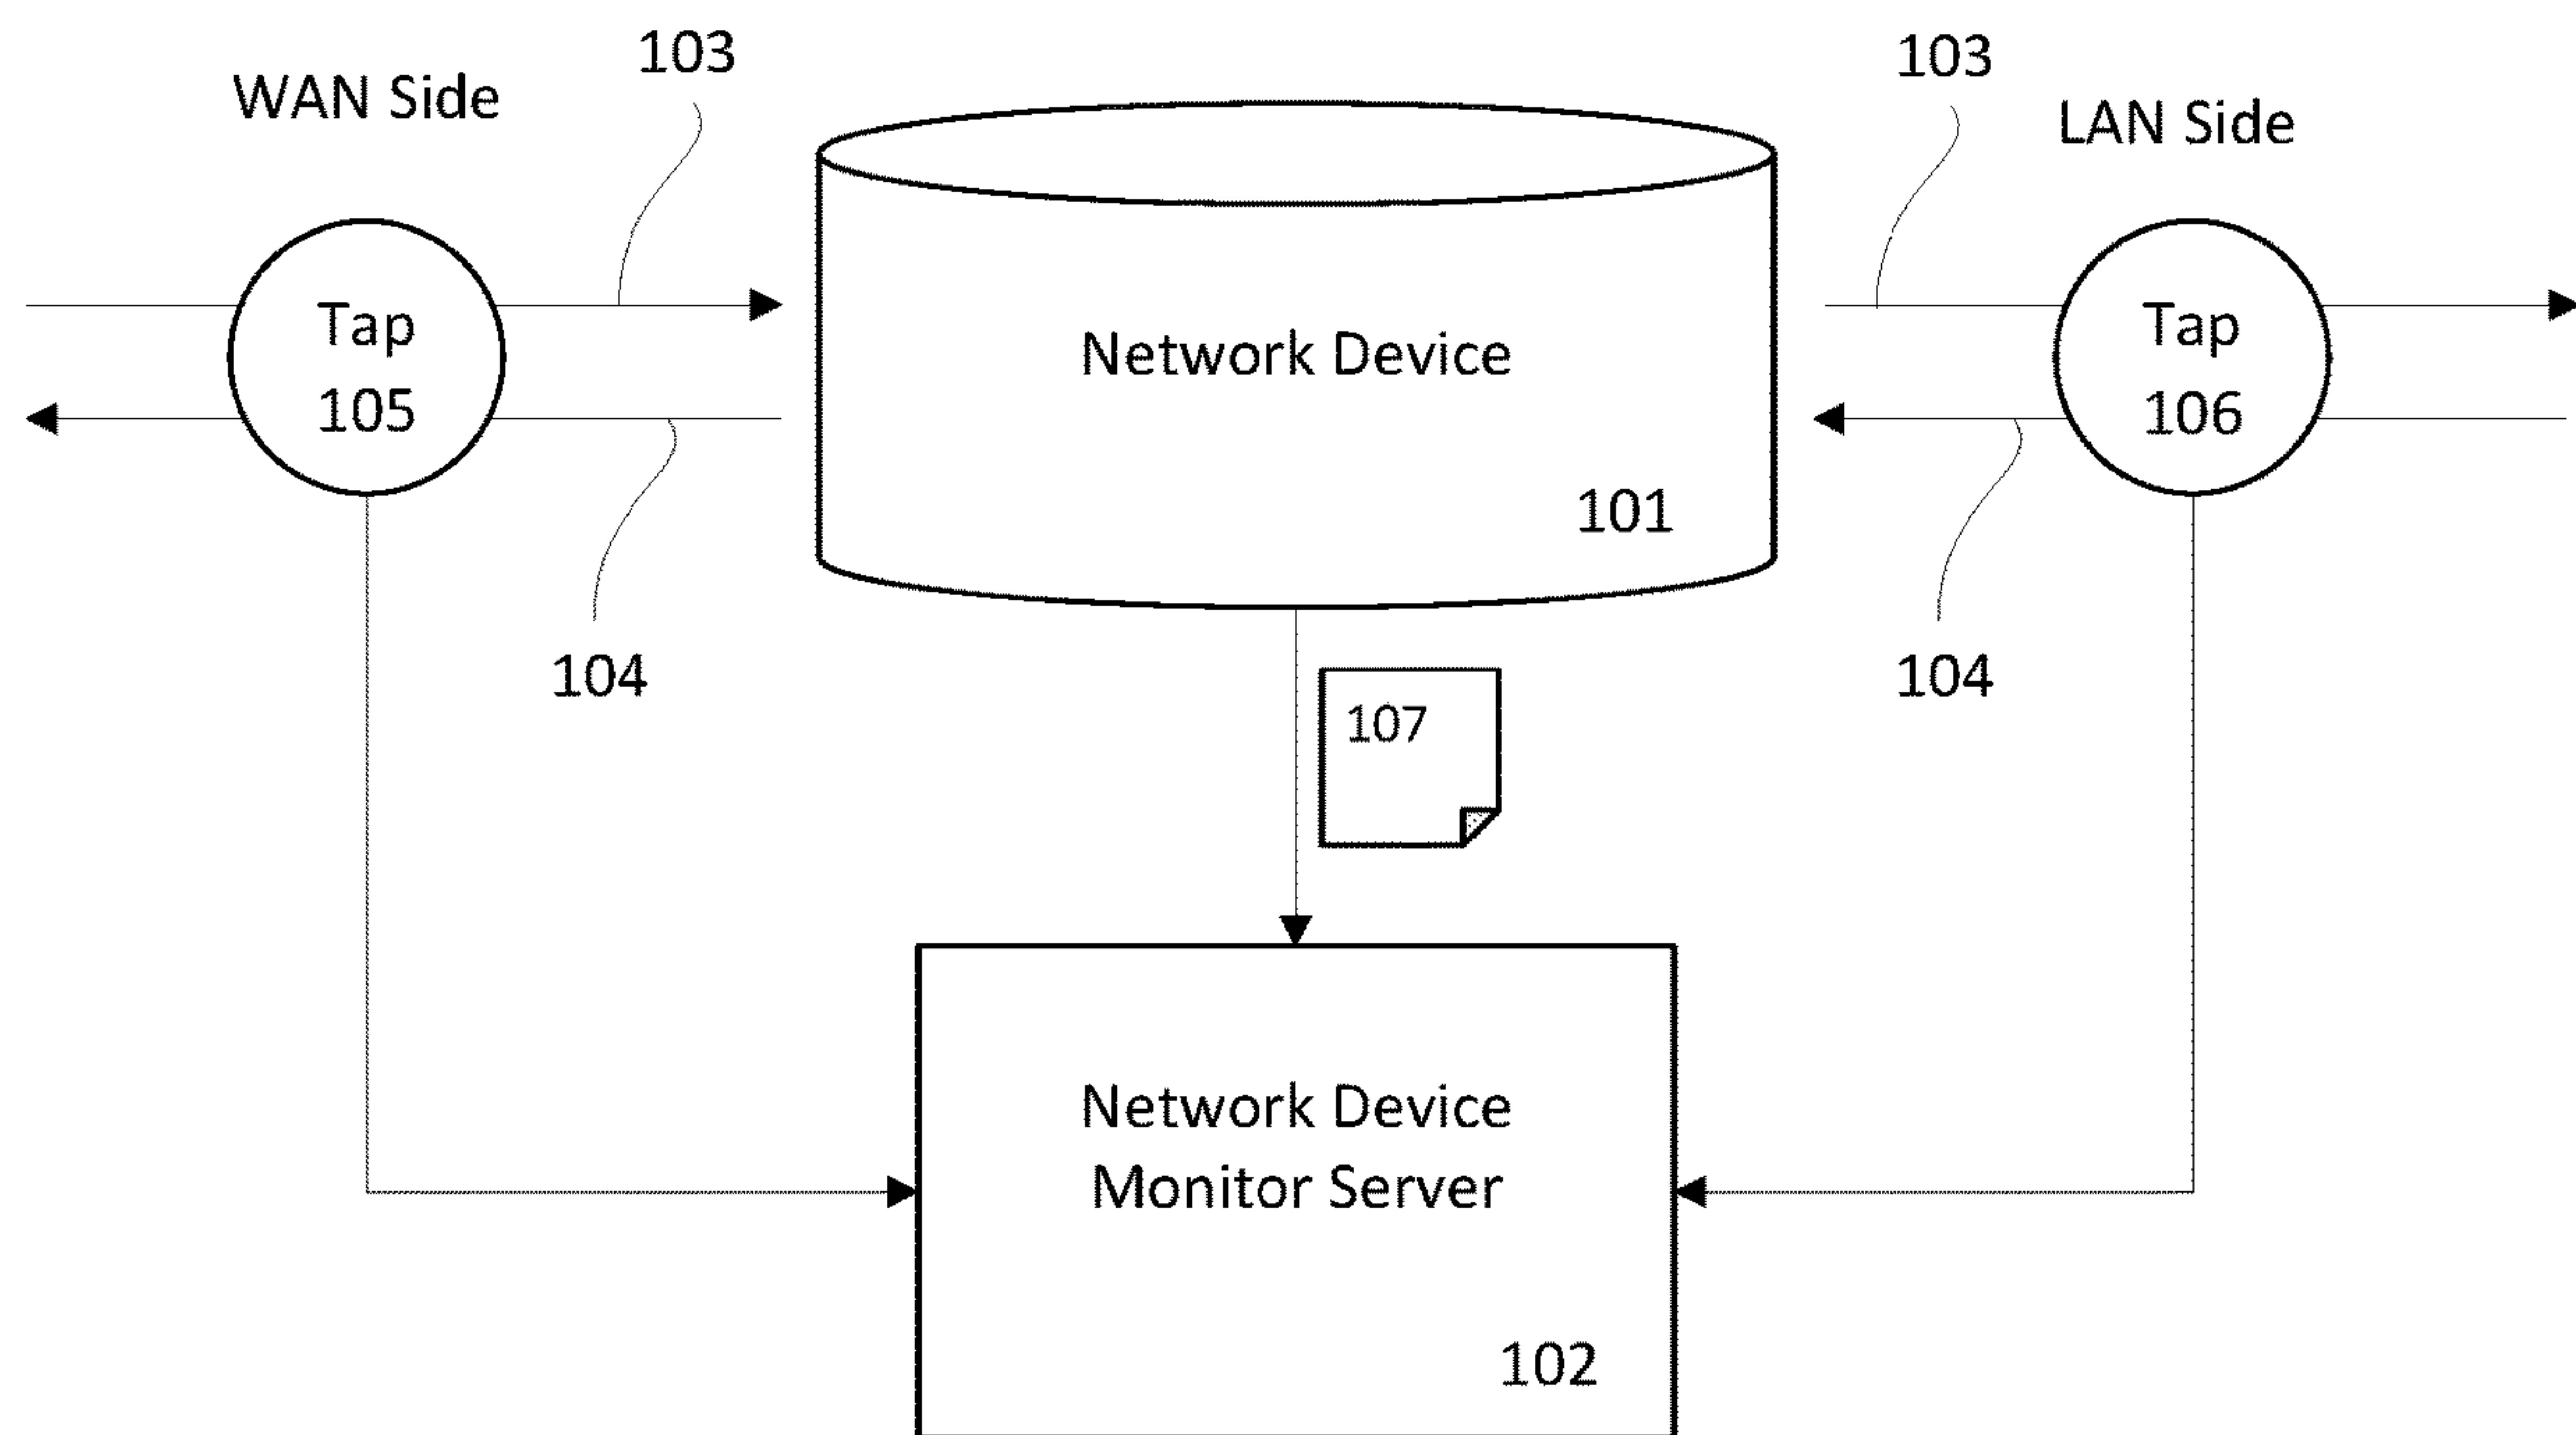 103
103
WAN Side
LAN Side
Tap
105
Network Device
101
Tap
106
104
104
107
Network Device
Monitor Server
102